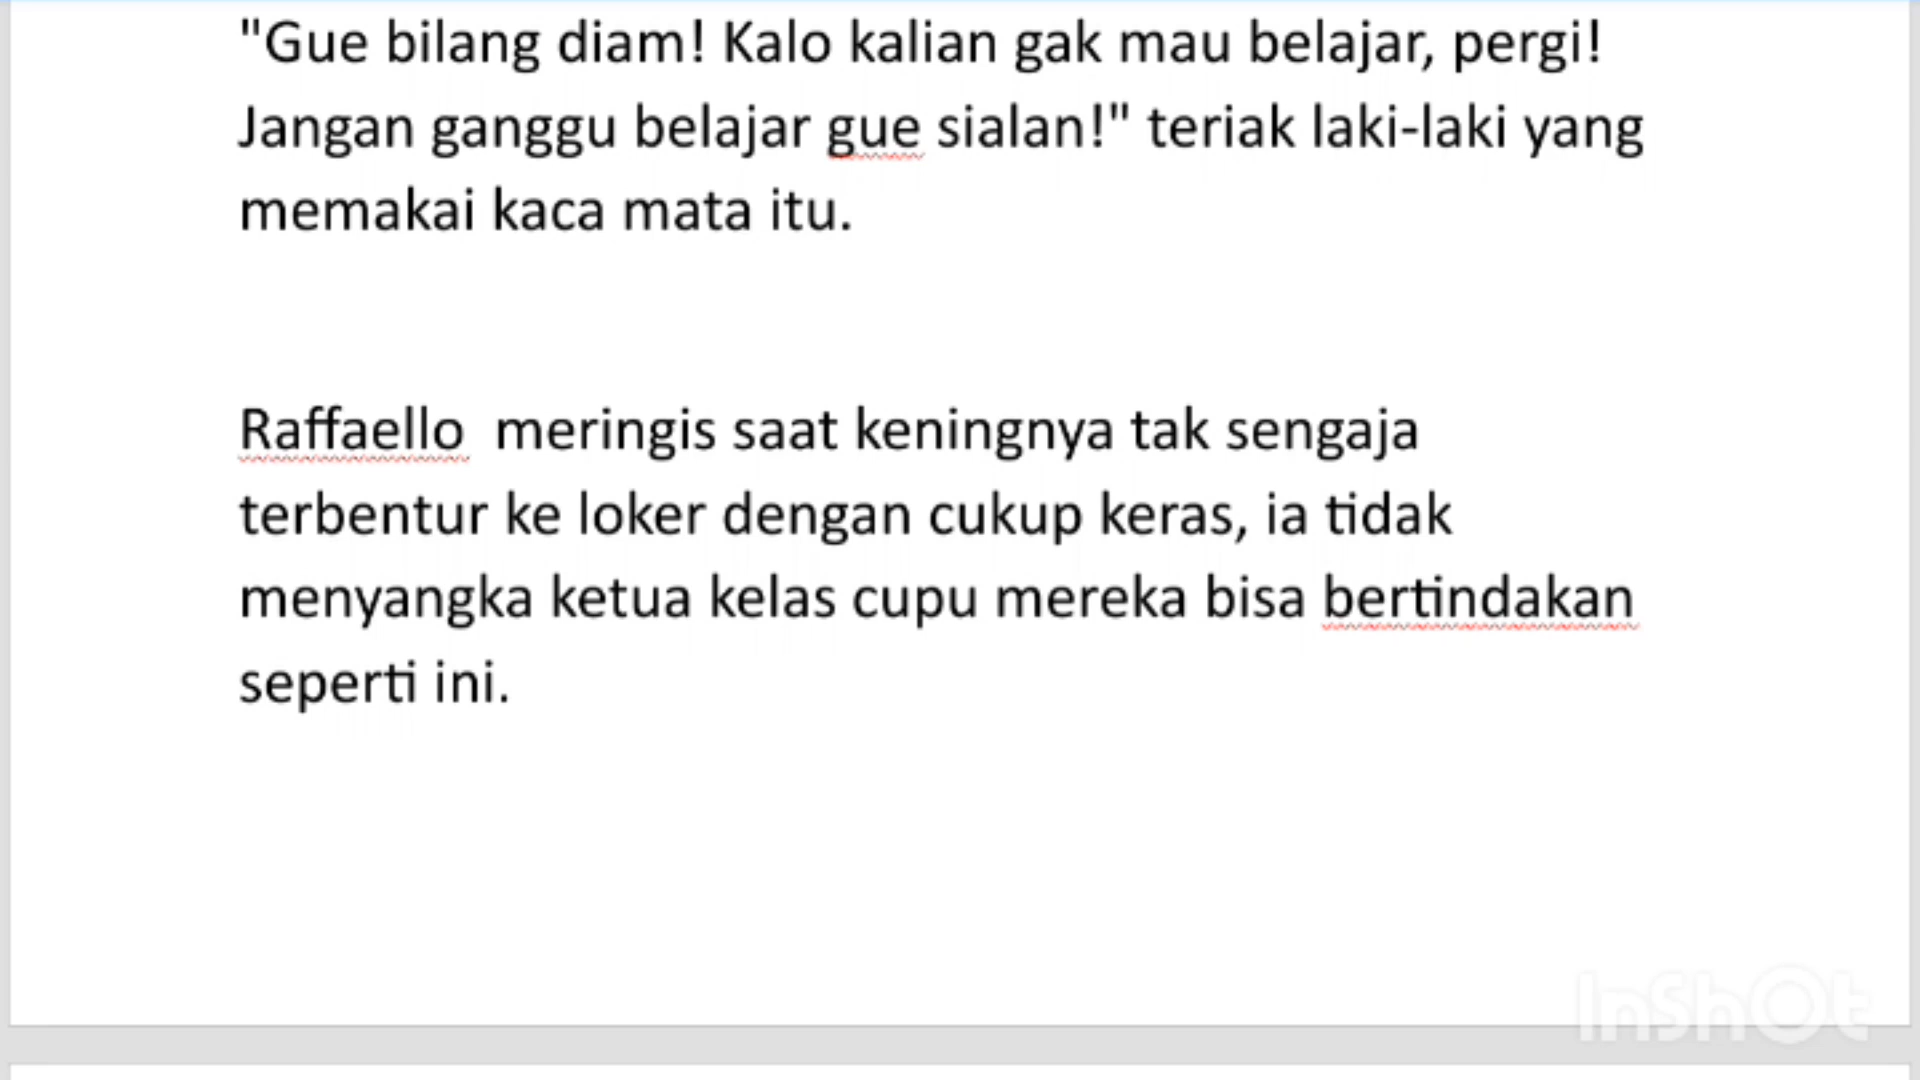 "Gue bilang diam! Kalo kalian gak mau belajar, pergi!
Jangan ganggu belajar gue sialan!" teriak laki-laki yang
memakai kaca mata itu.
Raffaello  meringis saat keningnya tak sengaja
terbentur ke loker dengan cukup keras, ia tidak
menyangka ketua kelas cupu mereka bisa bertindakan
seperti ini.
InShOt